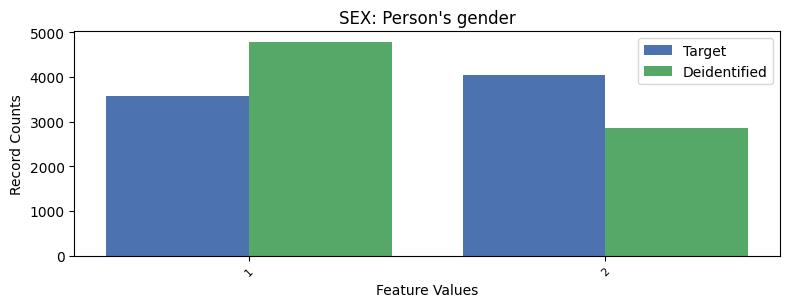 SEX: Person's gender
Target
Deidentified
Record Counts
5000
4000
3000
2000
1000
0
1
2
Feature Values